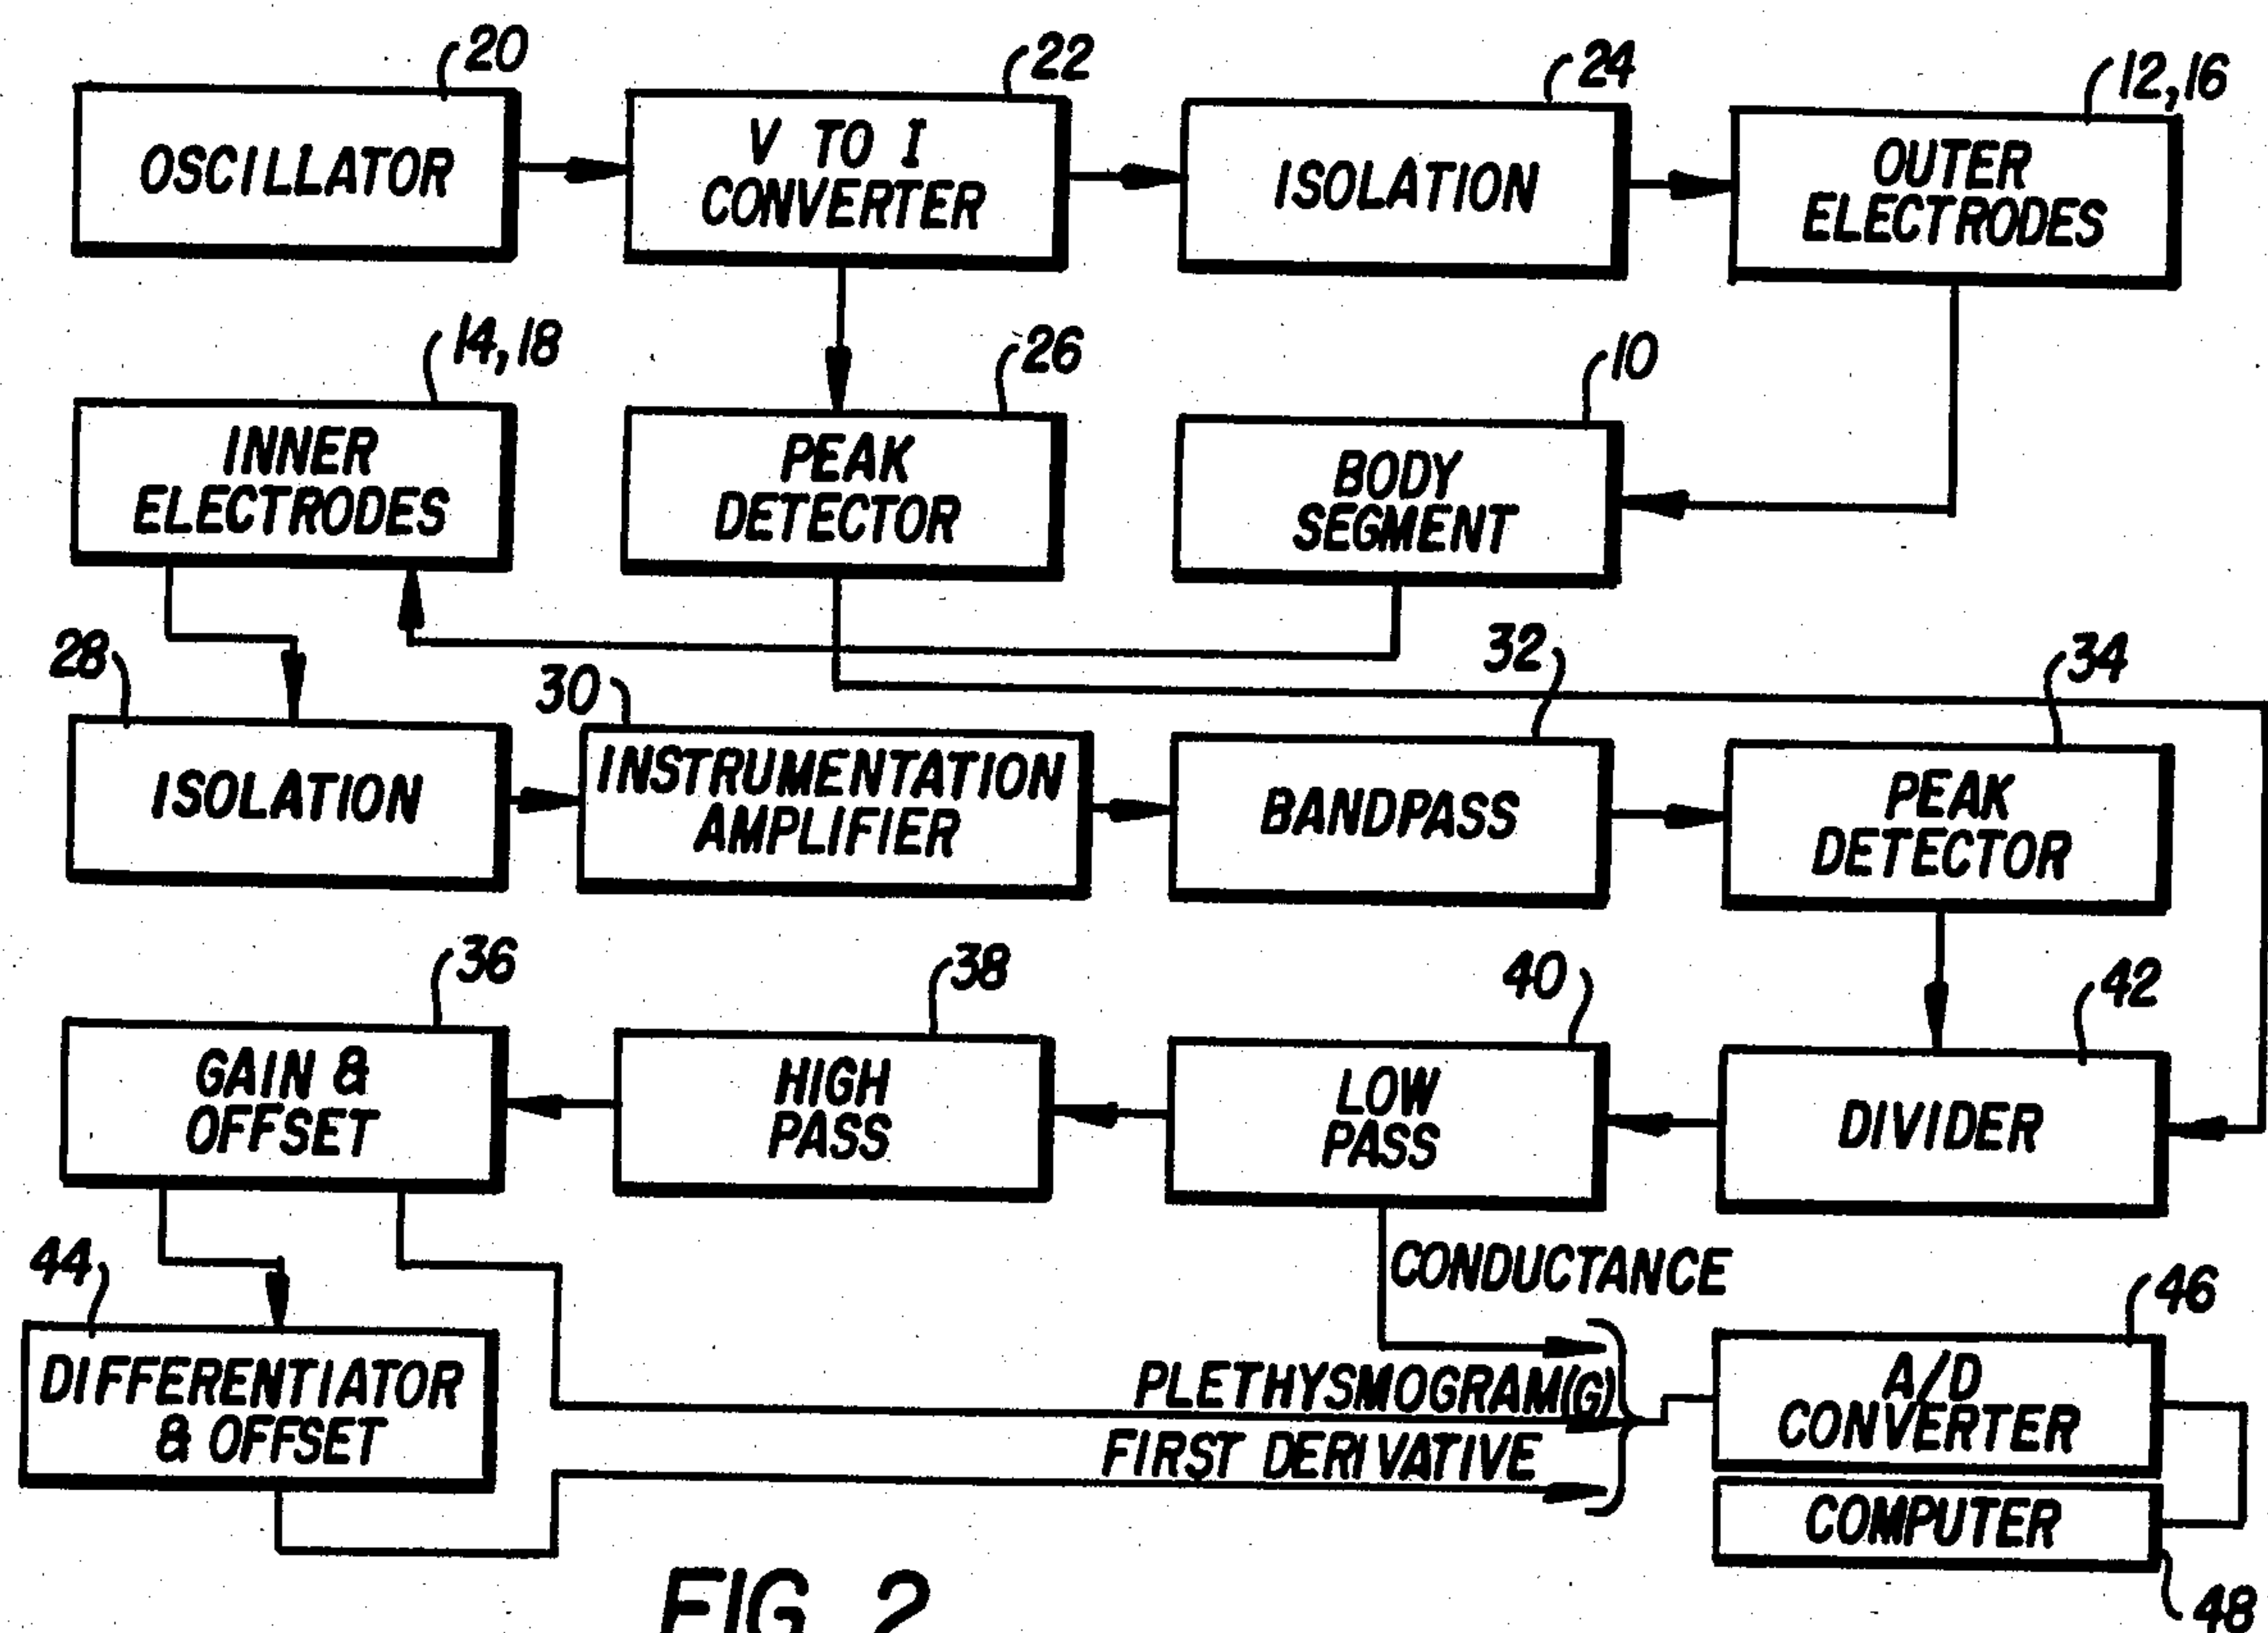 20
22
24
12,16
OSCILLATOR
V TO I
CONVERTER
ISOLATION
OUTER
ELECTRODES
14,18
26
10
INNER
ELECTRODES
PEAK
DETECTOR
BODY
SEGMENT
28
30
32
34
ISOLATION
INSTRUMENTATION
AMPLIFIER
BANDPASS
PEAK
DETECTOR
36
38
40
42
GAIN &
OFFSET
HIGH
PASS
LOW
PASS
DIVIDER
44
CONDUCTANCE
46
DIFFERENTIATOR
& OFFSET
PLETHYSMOGRAM(G)
FIRST DERIVATIVE
A/D
CONVERTER
COMPUTER
48
FIG. 2